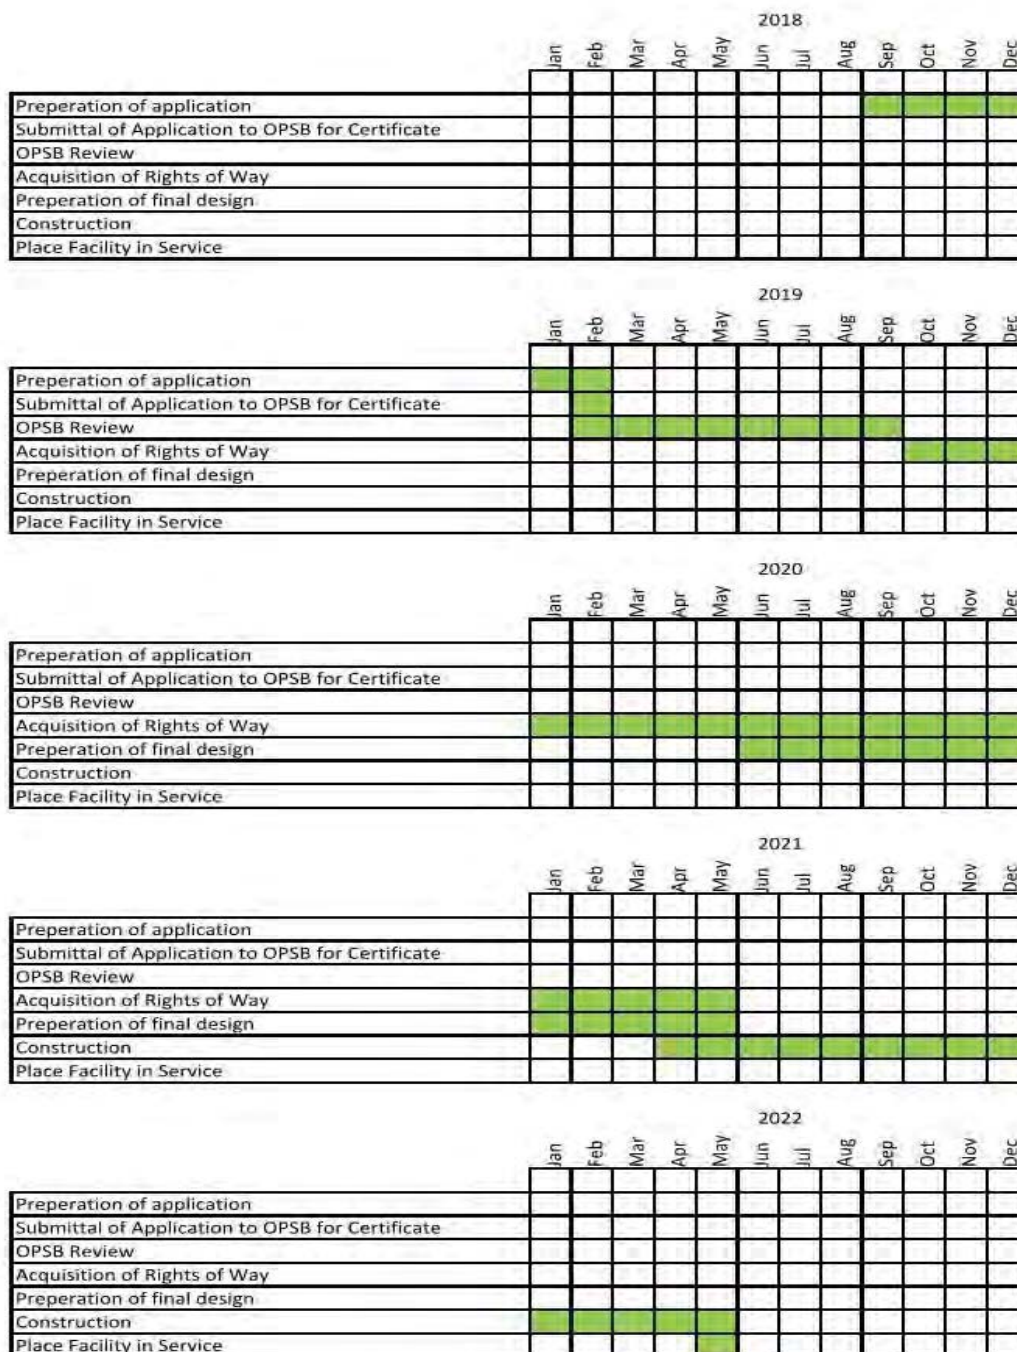 2018
Jan Feb Mar Apr May Jun Jul Aug Sep Oct Nov Dec
Preperation of application
Submittal of Application to OPSB for Certificate
OPSB Review
Acquisition of Rights of Way
Preperation of final design
Construction
Place Facility in Service
2019
Jan Feb Mar Apr May Jun Jul Aug Sep Oct Nov Dec
Preperation of application
Submittal of Application to OPSB for Certificate
OPSB Review
Acquisition of Rights of Way
Preperation of final design
Construction
Place Facility in Service
2020
Jan Feb Mar Apr May Jun Jul Aug Sep Oct Nov Dec
Preperation of application
Submittal of Application to OPSB for Certificate
OPSB Review
Acquisition of Rights of Way
Preperation of final design
Construction
Place Facility in Service
2021
Jan Feb Mar Apr May Jun Jul Aug Sep Oct Nov Dec
Preperation of application
Submittal of Application to OPSB for Certificate
OPSB Review
Acquisition of Rights of Way
Preperation of final design
Construction
Place Facility in Service
2022
Jan Feb Mar Apr May Jun Jul Aug Sep Oct Nov Dec
Preperation of application
Submittal of Application to OPSB for Certificate
OPSB Review
Acquisition of Rights of Way
Preperation of final design
Construction
Place Facility in Service